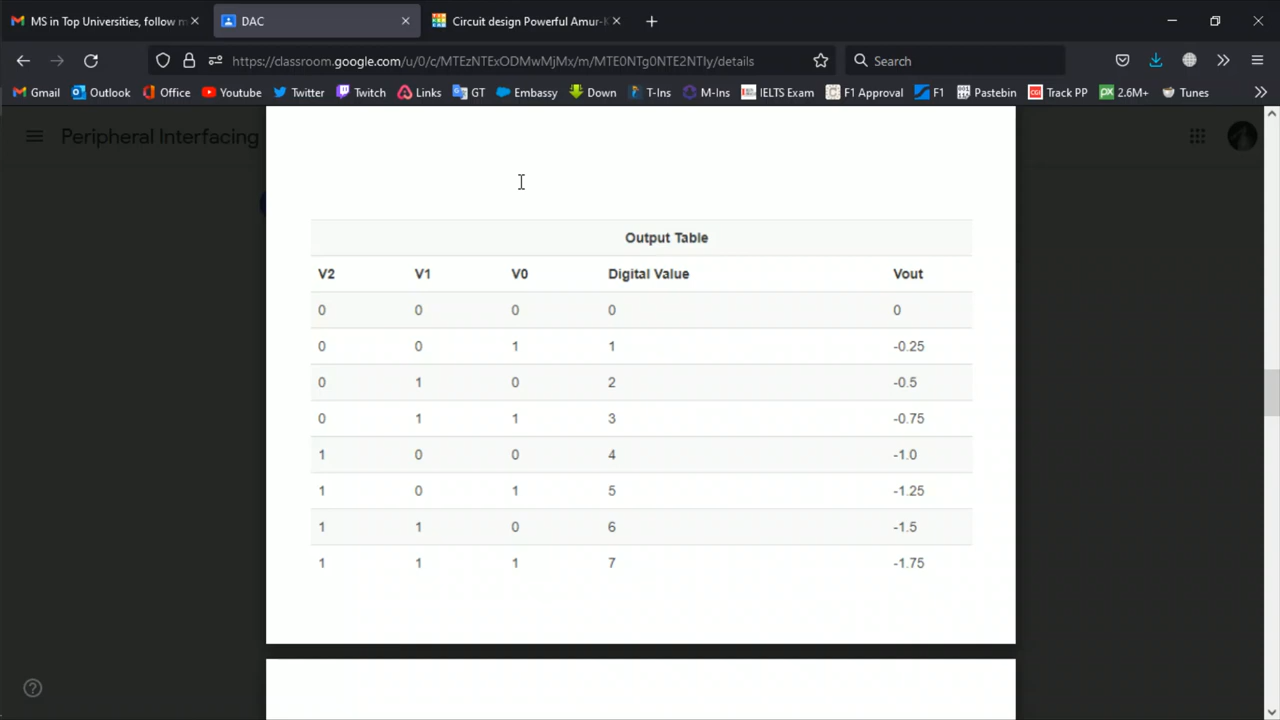 MS in Top Universities, follow m
DAC
Circuit design Powerful Amur-K
https://classroom.google.com/u/0/c/MTEzNTExODMwMjMx/m/MTE0NTg0NTE2NTIy/details
Search
Gmail Outlook Office Youtube Twitter Twitch Links GT Embassy Down T-Ins M-Ins IELTS Exam F1 Approval F1 Pastebin Track PP 2.6M+ Tunes
Peripheral Interfacing
Output Table
V2 V1 V0 Digital Value Vout
0 0 0 0 0
0 0 1 1 -0.25
0 1 0 2 -0.5
0 1 1 3 -0.75
1 0 0 4 -1.0
1 0 1 5 -1.25
1 1 0 6 -1.5
1 1 1 7 -1.75